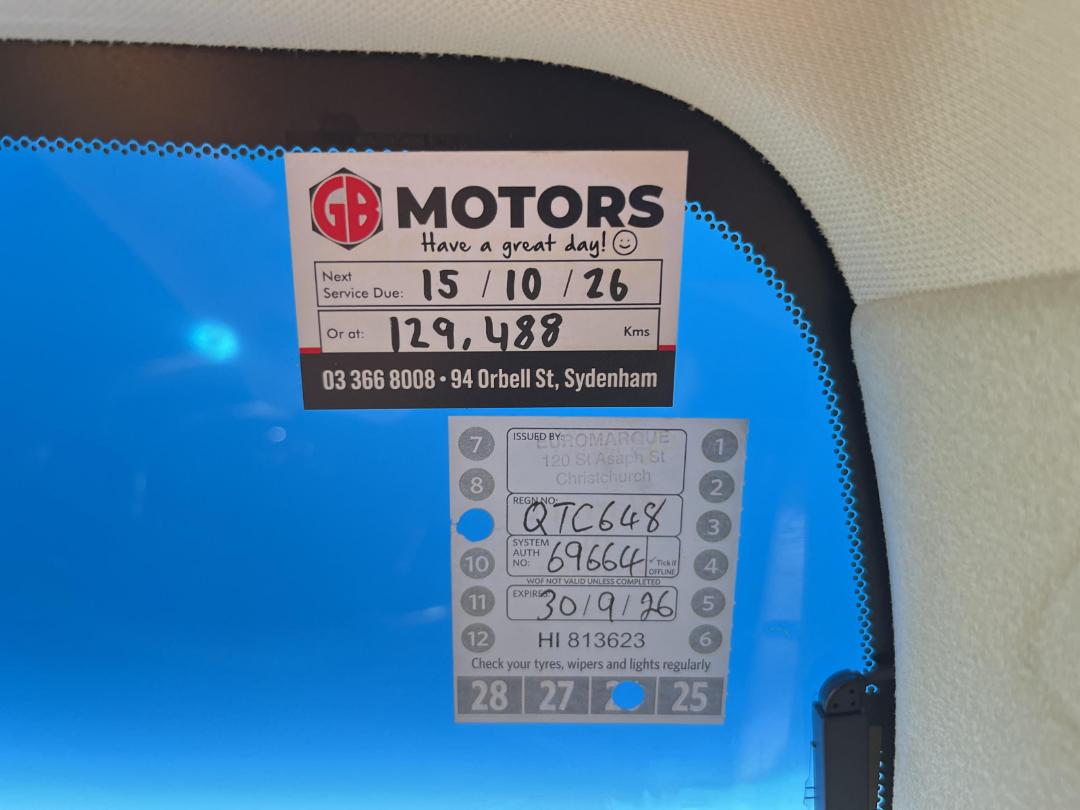 GB MOTORS
Have a great day!
Next Service Due: 15 / 10 / 26
Or at: 129,488 Kms
03 366 8008 • 94 Orbell St, Sydenham
ISSUED BY:
EUROMARQUE
120 St Asaph St
Christchurch
REGN NO:
QTC648
SYSTEM AUTH NO: 69664 ✓Tick if OFFLINE
WOF NOT VALID UNLESS COMPLETED
EXPIRES 30/9/26
HI 813623
Check your tyres, wipers and lights regularly
7
8
10
11
12
1
2
3
4
5
6
28 27 25